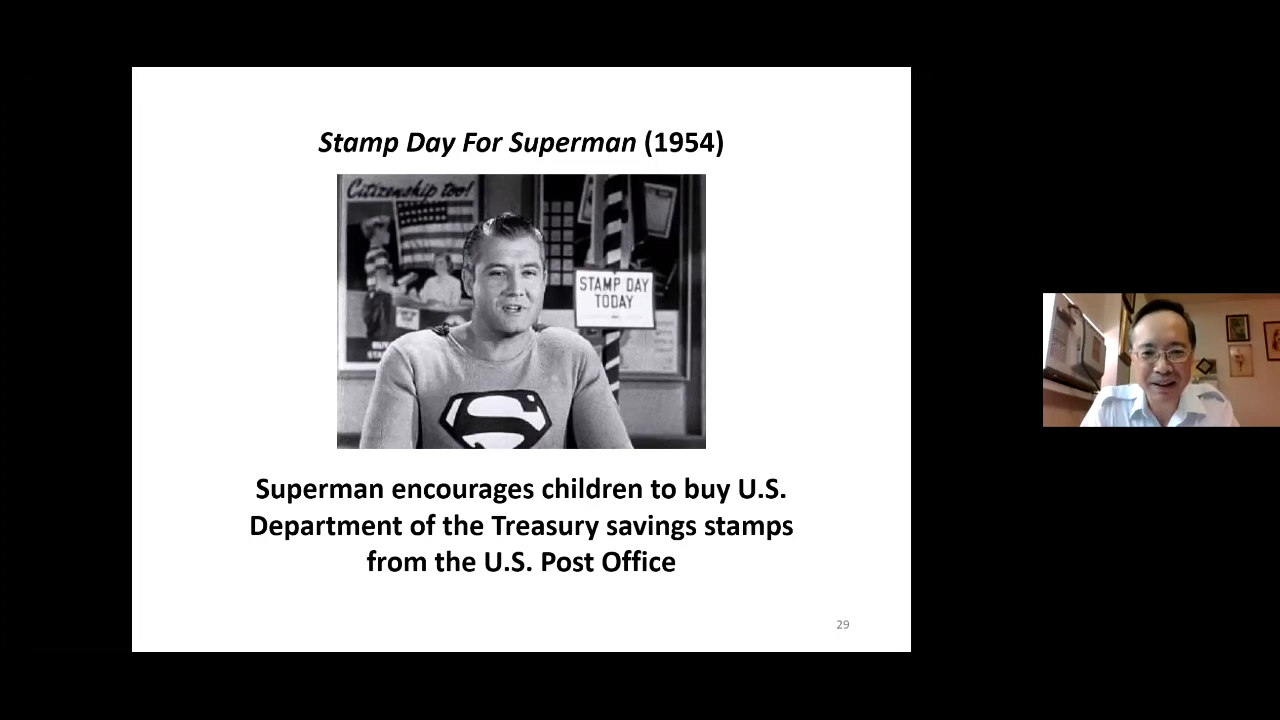 Stamp Day For Superman (1954)
Citizenship too!
STAMP DAY
TODAY
S
Superman encourages children to buy U.S.
Department of the Treasury savings stamps
from the U.S. Post Office
29